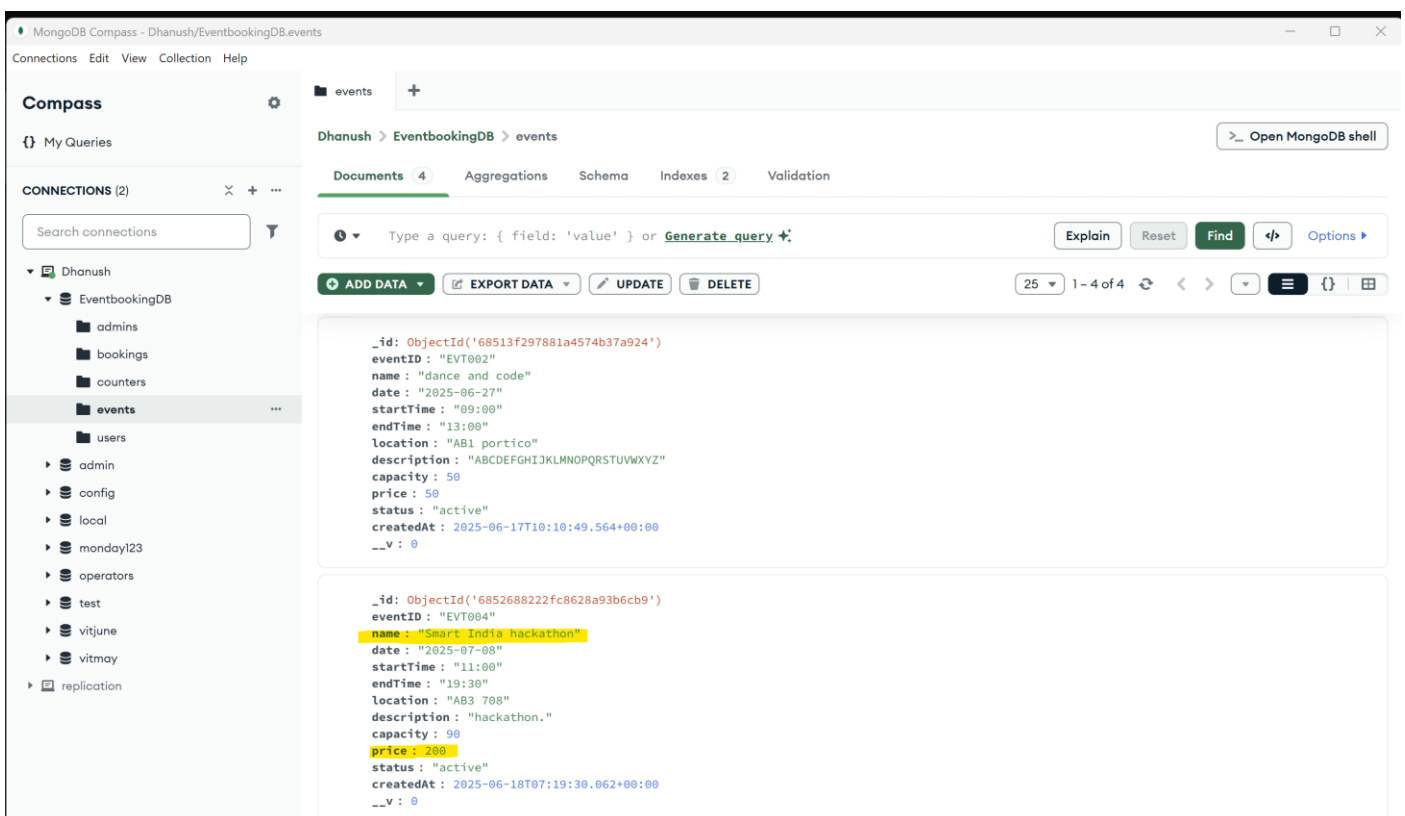 MongoDB Compass - Dhanush/EventbookingDB.events
Connections Edit View Collection Help
Compass
{} My Queries
CONNECTIONS (2)
Search connections
Dhanush
EventbookingDB
admins
bookings
counters
events
users
admin
config
local
monday123
operators
test
vitjune
vitmay
replication
events
Dhanush > EventbookingDB > events
>_ Open MongoDB shell
Documents 4 Aggregations Schema Indexes 2 Validation
Type a query: { field: 'value' } or Generate query
Explain Reset Find </> Options
ADD DATA EXPORT DATA UPDATE DELETE
25 1 – 4 of 4 {}
_id: ObjectId('68513f297881a4574b37a924')
eventID : "EVT002"
name : "dance and code"
date : "2025-06-27"
startTime : "09:00"
endTime : "13:00"
location : "AB1 portico"
description : "ABCDEFGHIJKLMNOPQRSTUVWXYZ"
capacity : 50
price : 50
status : "active"
createdAt : 2025-06-17T10:10:49.564+00:00
__v : 0
_id: ObjectId('6852688222fc8628a93b6cb9')
eventID : "EVT004"
name : "Smart India hackathon"
date : "2025-07-08"
startTime : "11:00"
endTime : "19:30"
location : "AB3 708"
description : "hackathon."
capacity : 90
price : 200
status : "active"
createdAt : 2025-06-18T07:19:30.062+00:00
__v : 0